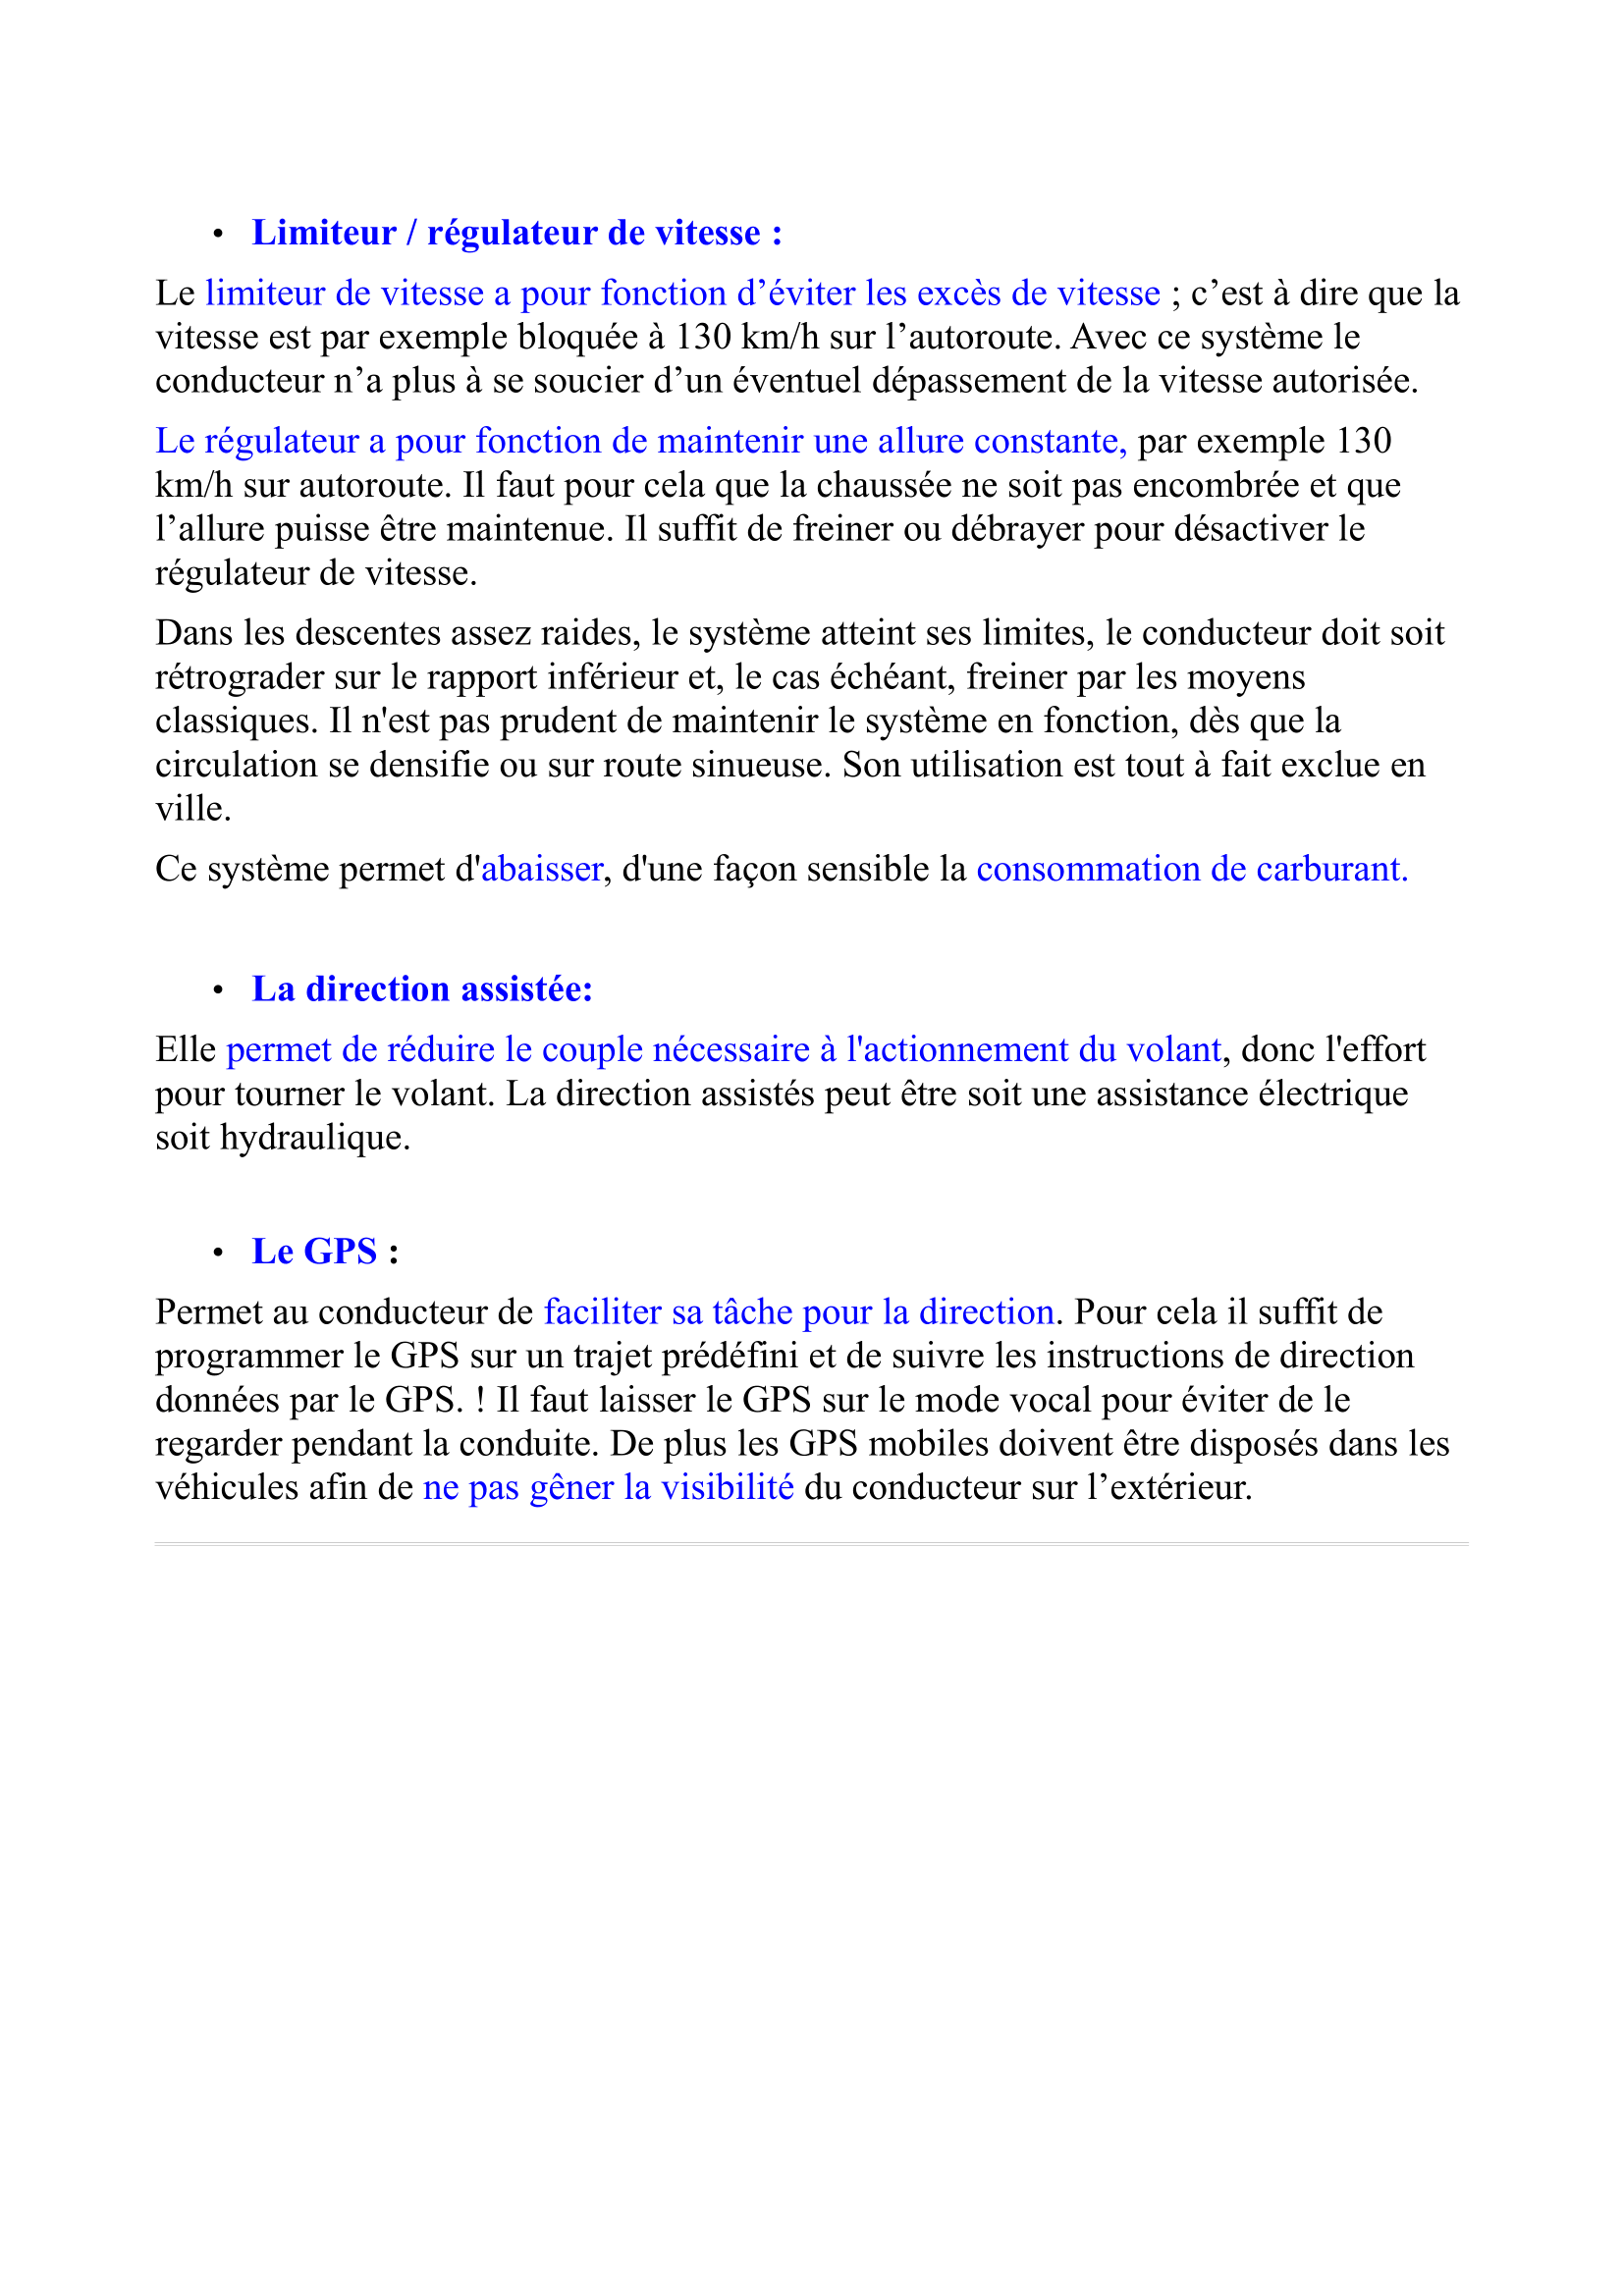 • Limiteur / régulateur de vitesse :
Le limiteur de vitesse a pour fonction d’éviter les excès de vitesse ; c’est à dire que la
vitesse est par exemple bloquée à 130 km/h sur l’autoroute. Avec ce système le
conducteur n’a plus à se soucier d’un éventuel dépassement de la vitesse autorisée.
Le régulateur a pour fonction de maintenir une allure constante, par exemple 130
km/h sur autoroute. Il faut pour cela que la chaussée ne soit pas encombrée et que
l’allure puisse être maintenue. Il suffit de freiner ou débrayer pour désactiver le
régulateur de vitesse.
Dans les descentes assez raides, le système atteint ses limites, le conducteur doit soit
rétrograder sur le rapport inférieur et, le cas échéant, freiner par les moyens
classiques. Il n'est pas prudent de maintenir le système en fonction, dès que la
circulation se densifie ou sur route sinueuse. Son utilisation est tout à fait exclue en
ville.
Ce système permet d'abaisser, d'une façon sensible la consommation de carburant.
• La direction assistée:
Elle permet de réduire le couple nécessaire à l'actionnement du volant, donc l'effort
pour tourner le volant. La direction assistés peut être soit une assistance électrique
soit hydraulique.
• Le GPS :
Permet au conducteur de faciliter sa tâche pour la direction. Pour cela il suffit de
programmer le GPS sur un trajet prédéfini et de suivre les instructions de direction
données par le GPS. ! Il faut laisser le GPS sur le mode vocal pour éviter de le
regarder pendant la conduite. De plus les GPS mobiles doivent être disposés dans les
véhicules afin de ne pas gêner la visibilité du conducteur sur l’extérieur.